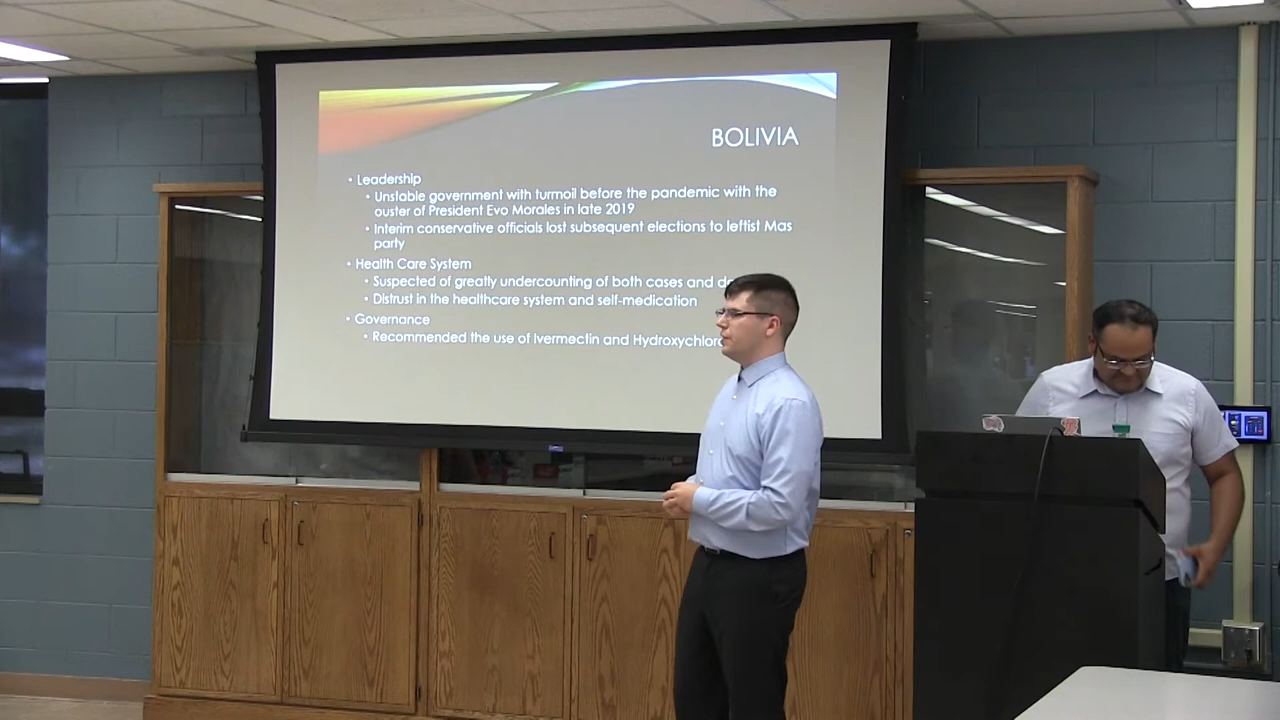 BOLIVIA
• Leadership
• Unstable government with turmoil before the pandemic with the
ouster of President Evo Morales in late 2019
• Interim conservative officials lost subsequent elections to leftist Mas
party
• Health Care System
• Suspected of greatly undercounting of both cases and de
• Distrust in the healthcare system and self-medication
• Governance
• Recommended the use of Ivermectin and Hydroxychlor